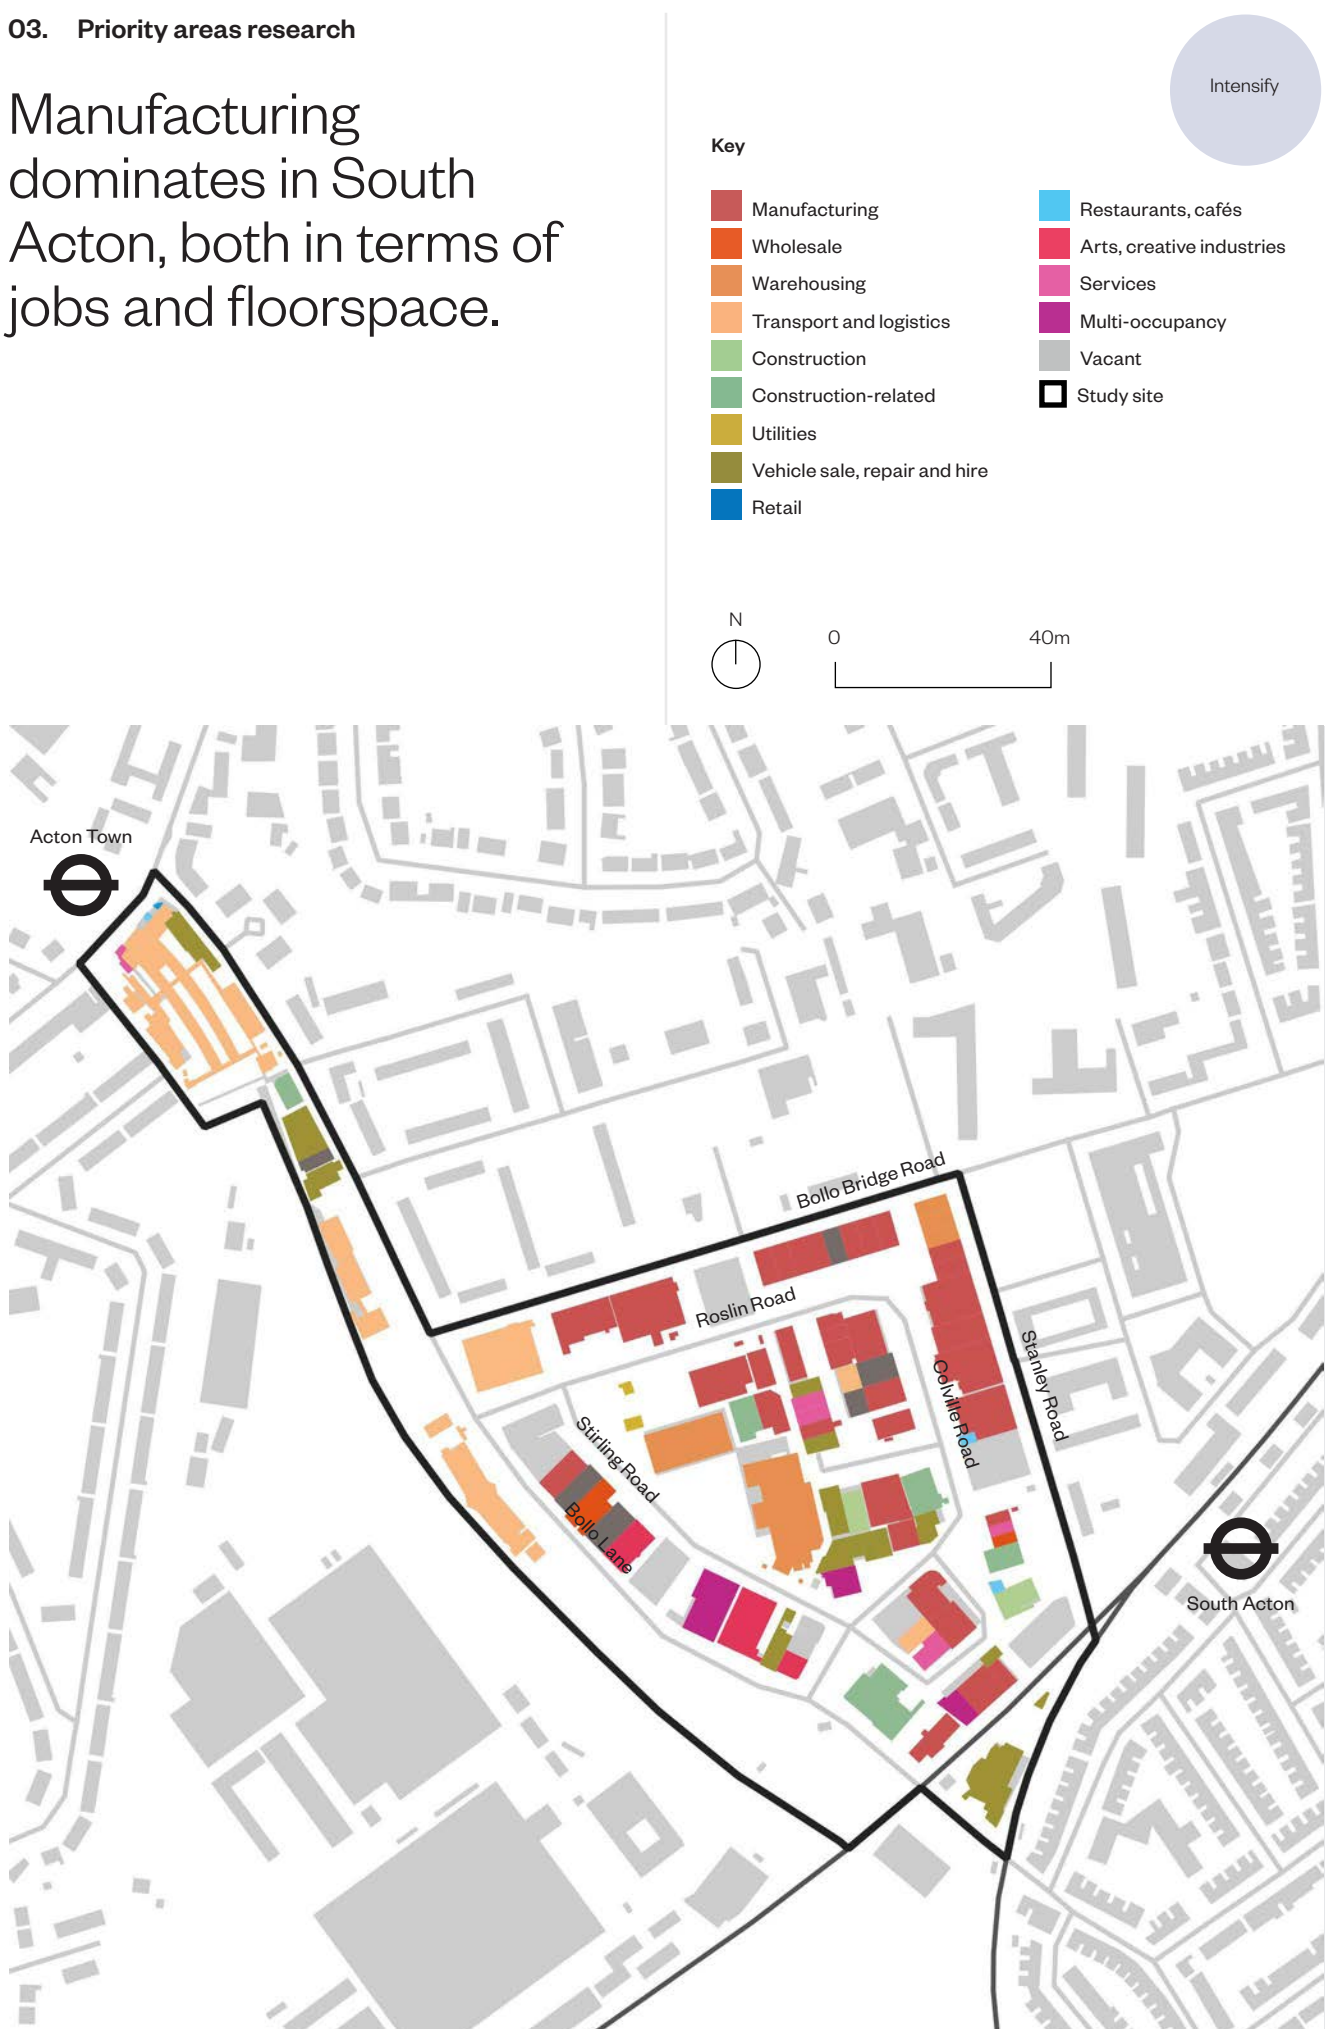 03. Priority areas research
Manufacturing
dominates in South
Acton, both in terms of
jobs and floorspace.
Intensify
Key
Manufacturing
Wholesale
Warehousing
Transport and logistics
Construction
Construction-related
Utilities
Vehicle sale, repair and hire
Retail
Restaurants, cafés
Arts, creative industries
Services
Multi-occupancy
Vacant
Study site
N
0 40m
Acton Town
Bollo Bridge Road
Roslin Road
Stanley Road
Colville Road
Stirling Road
Bollo Lane
South Acton